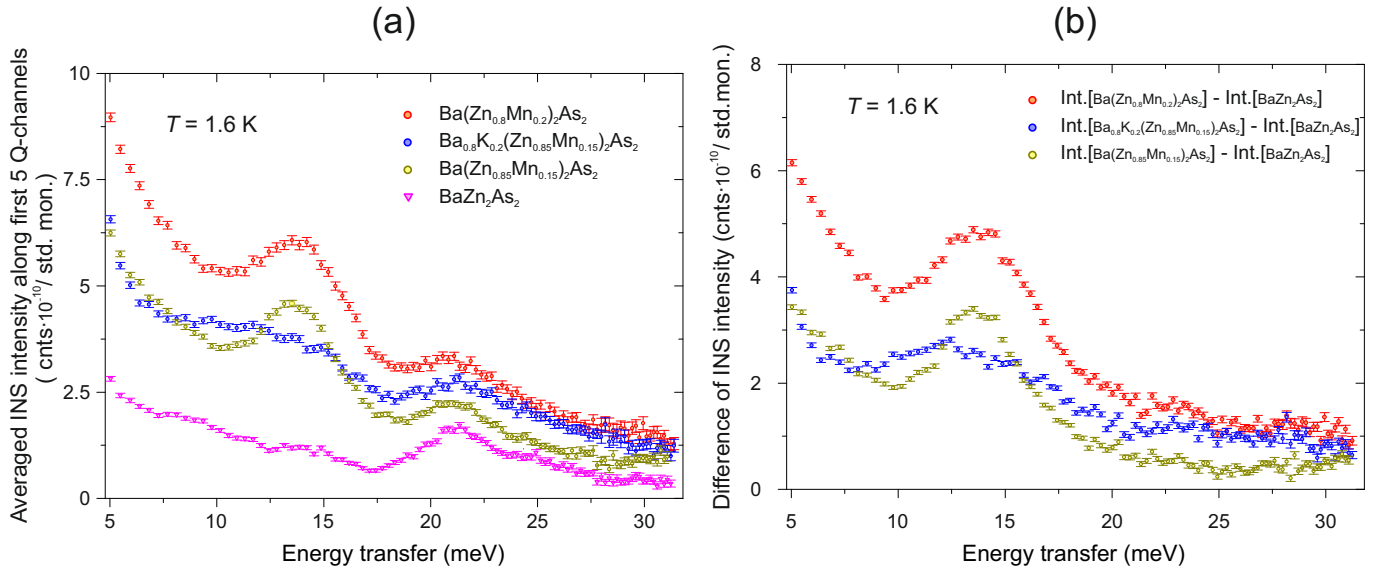 (a)
Averaged INS intensity along first 5 Q-channels
( cnts·10⁻¹⁰/ std. mon.)
10
7.5
5
2.5
0
T = 1.6 K
Ba(Zn₀.₈Mn₀.₂)₂As₂
Ba₀.₈K₀.₂(Zn₀.₈₅Mn₀.₁₅)₂As₂
Ba(Zn₀.₈₅Mn₀.₁₅)₂As₂
BaZn₂As₂
5 10 15 20 25 30
Energy transfer (meV)
(b)
Difference of INS intensity (cnts·10⁻¹⁰/ std.mon.)
8
6
4
2
0
T = 1.6 K
Int.[Ba(Zn₀.₈Mn₀.₂)₂As₂] - Int.[BaZn₂As₂]
Int.[Ba₀.₈K₀.₂(Zn₀.₈₅Mn₀.₁₅)₂As₂] - Int.[BaZn₂As₂]
Int.[Ba(Zn₀.₈₅Mn₀.₁₅)₂As₂] - Int.[BaZn₂As₂]
5 10 15 20 25 30
Energy transfer (meV)